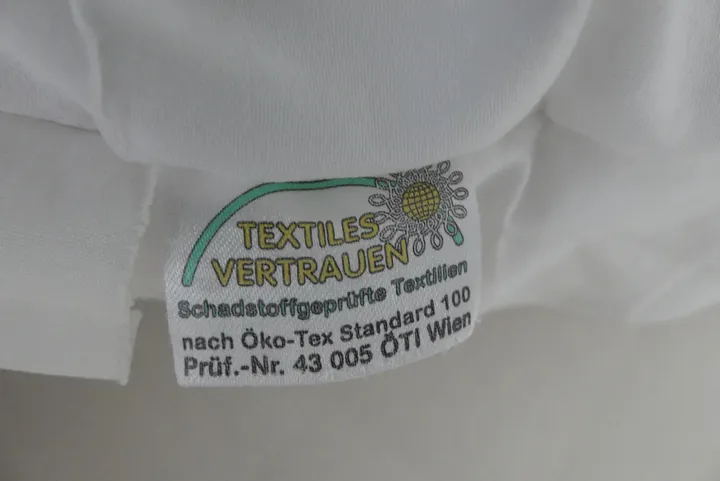 TEXTILES
VERTRAUEN
Schadstoffgeprüfte Textilien
nach Öko-Tex Standard 100
Prüf.-Nr. 43 005 ÖTI Wien